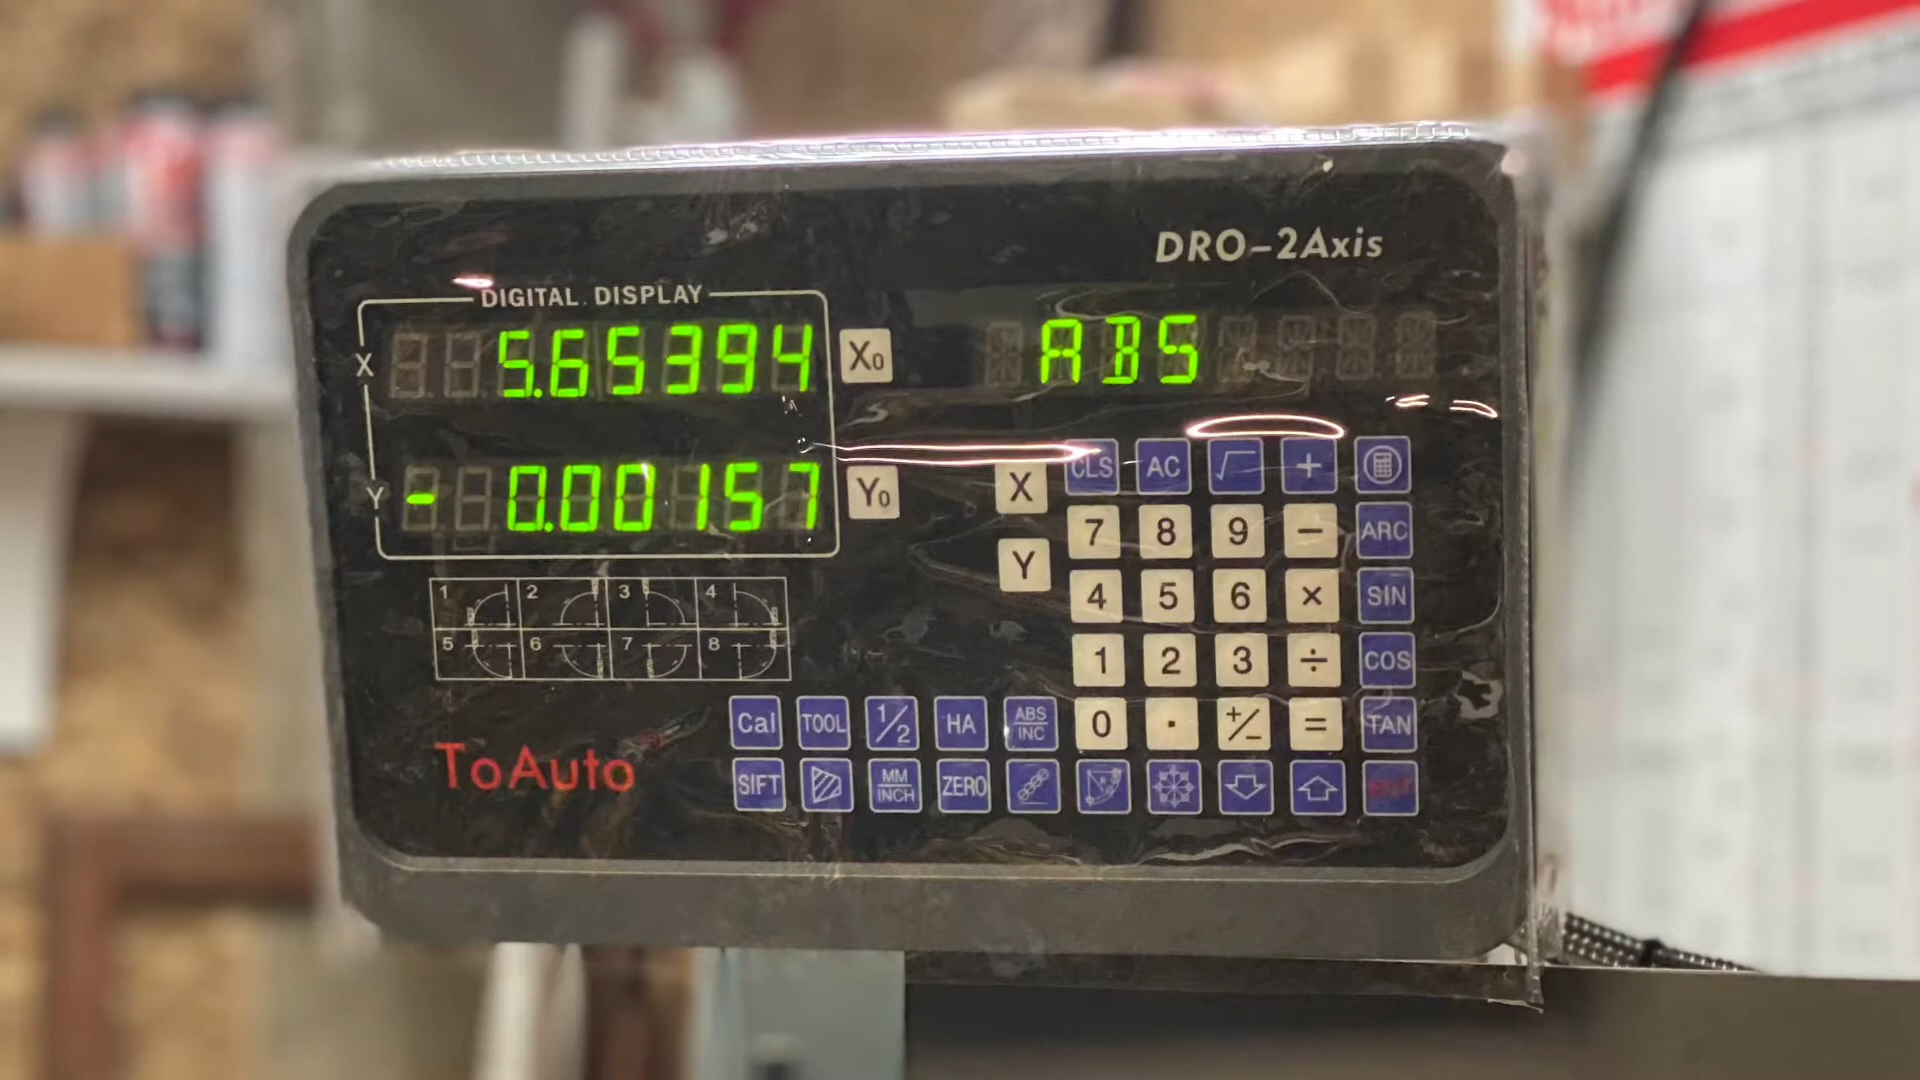 DRO-2Axis
DIGITAL DISPLAY
X 5.65394 X0 ABS
Y - 0.00157 Y0
X CLS AC √ +
7 8 9 - ARC
Y
4 5 6 × SIN
1 2 3 4
5 6 7 8
1 2 3 ÷ COS
Cal TOOL 1/2 HA ABS/INC 0 . +/- = TAN
ToAuto
SIFT MM/INCH ZERO